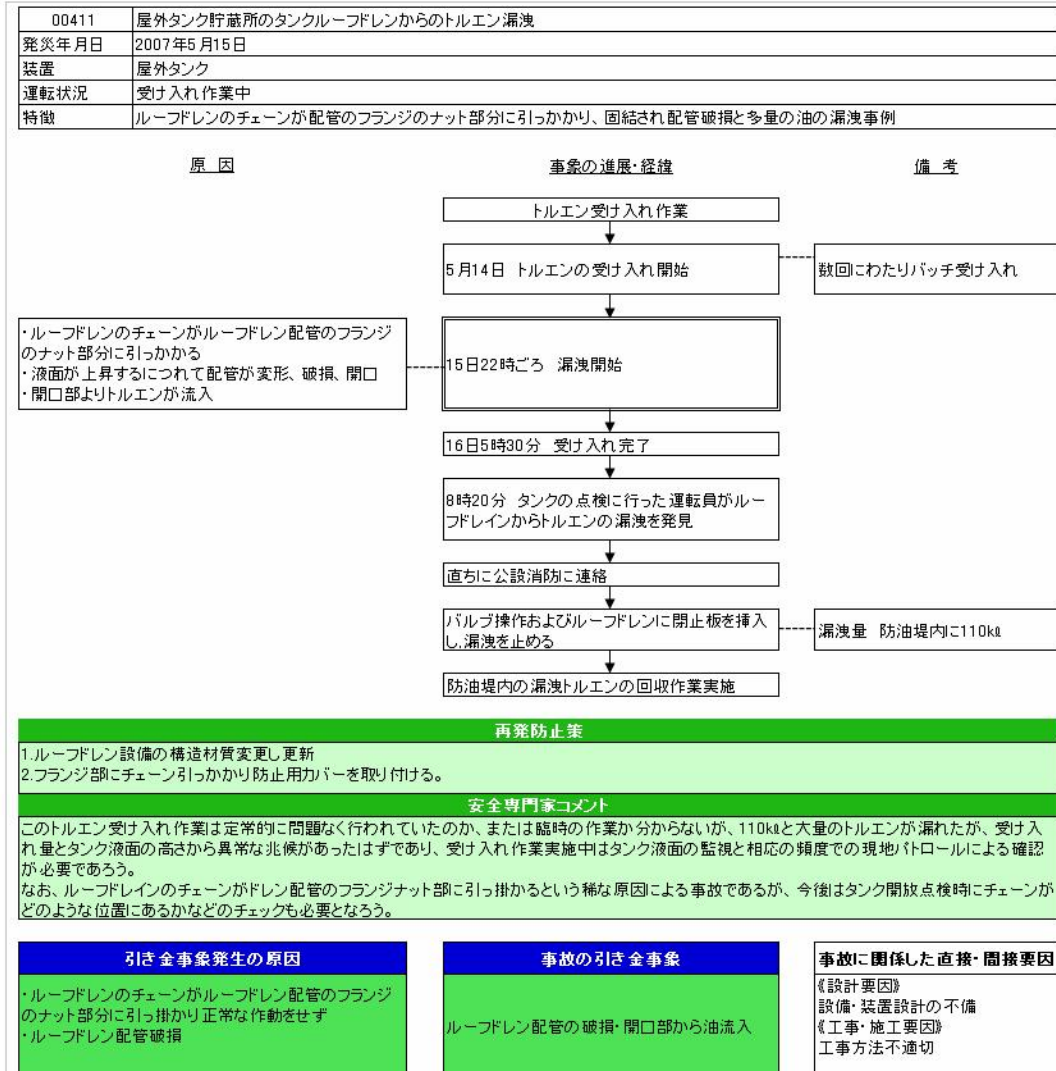 00411 屋外タンク貯蔵所のタンクルーフドレンからのトルエン漏洩
発災年月日 2007年5月15日
装置 屋外タンク
運転状況 受け入れ作業中
特徴 ルーフドレンのチェーンが配管のフランジのナット部分に引っかかり、固結され配管破損と多量の油の漏洩事例
原 因
事象の進展・経緯
備 考
トルエン受け入れ作業
5月14日 トルエンの受け入れ開始
数回にわたりバッチ受け入れ
・ルーフドレンのチェーンがルーフドレン配管のフランジ
のナット部分に引っかかる
・液面が上昇するにつれて配管が変形、破損、開口
・開口部よりトルエンが流入
15日22時ごろ 漏洩開始
16日5時30分 受け入れ完了
8時20分 タンクの点検に行った運転員がルー
フドレインからトルエンの漏洩を発見
直ちに公設消防に連絡
バルブ操作およびルーフドレンに閉止板を挿入
し、漏洩を止める
漏洩量 防油堤内に110kℓ
防油堤内の漏洩トルエンの回収作業実施
再発防止策
1.ルーフドレン設備の構造材質変更し更新
2.フランジ部にチェーン引っかかり防止用カバーを取り付ける。
安全専門家コメント
このトルエン受け入れ作業は定常的に問題なく行われていたのか、または臨時の作業か分からないが、110kℓと大量のトルエンが漏れたが、受け入
れ量とタンク液面の高さから異常な兆候があったはずであり、受け入れ作業実施中はタンク液面の監視と相応の頻度での現地パトロールによる確認
が必要であろう。
なお、ルーフドレインのチェーンがドレン配管のフランジナット部に引っ掛かるという稀な原因による事故であるが、今後はタンク開放点検時にチェーンが
どのような位置にあるかなどのチェックも必要となろう。
引き金事象発生の原因
・ルーフドレンのチェーンがルーフドレン配管のフランジ
のナット部分に引っ掛かり正常な作動をせず
・ルーフドレン配管破損
事故の引き金事象
ルーフドレン配管の破損・開口部から油流入
事故に関係した直接・間接要因
《設計要因》
設備・装置設計の不備
《工事・施工要因》
工事方法不適切